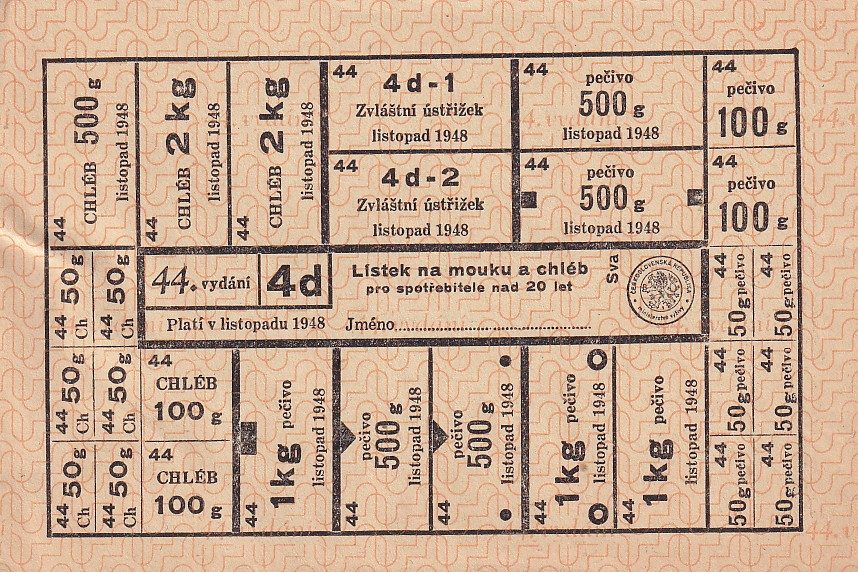 44
CHLÉB 500 g
listopad 1948
44
CHLÉB 2 kg
listopad 1948
44
CHLÉB 2 kg
listopad 1948
44
4 d - 1
Zvláštní ústřižek
listopad 1948
44
pečivo
500 g
listopad 1948
44
pečivo
100 g
4 d - 2
Zvláštní ústřižek
listopad 1948
44
pečivo
500 g
listopad 1948
44
pečivo
100 g
44 50 g
Ch
44 50 g
Ch
44. vydání
4d
Lístek na mouku a chléb
pro spotřebitele nad 20 let
Platí v listopadu 1948
Jméno
Sva
ČESKOSLOVENSKÁ REPUBLIKA
ministerstvo výživy
44
50 g pečivo
44
50 g pečivo
44 50 g
Ch
44 50 g
Ch
44
CHLÉB
100 g
44
1 kg pečivo
listopad 1948
44
pečivo
500 g
listopad 1948
44
pečivo
500 g
listopad 1948
44
1 kg pečivo
listopad 1948
44
1 kg pečivo
listopad 1948
44
50 g pečivo
44
50 g pečivo
44 50 g
Ch
44 50 g
Ch
44
CHLÉB
100 g
44
50 g pečivo
44
50 g pečivo